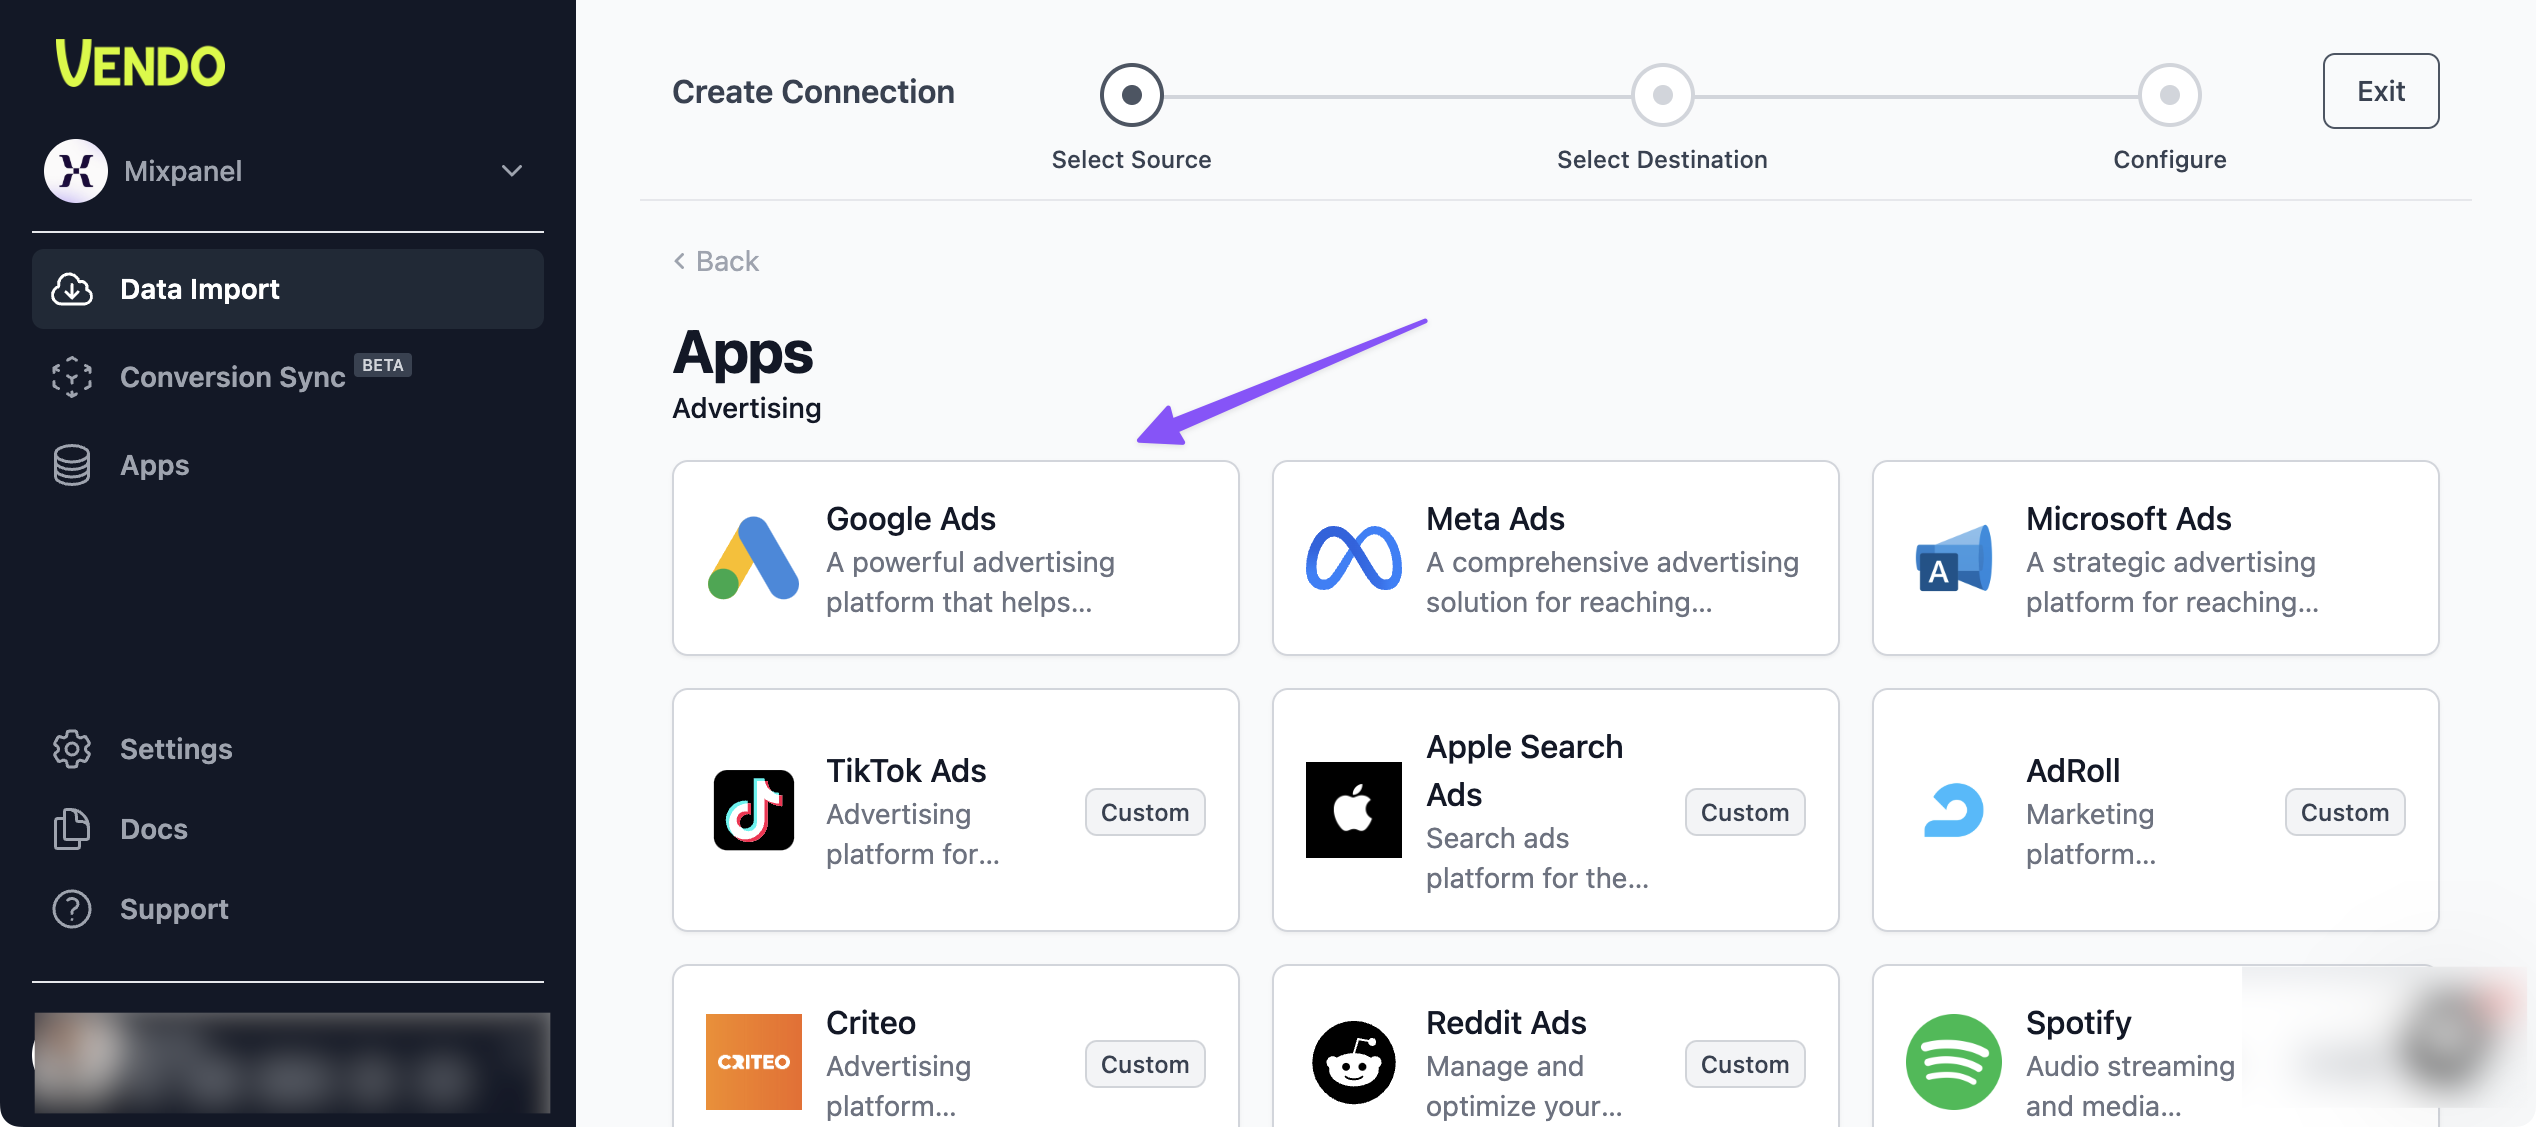 VENDO
Mixpanel
Data Import
Conversion Sync BETA
Apps
Settings
Docs
Support
Create Connection
Select Source
Select Destination
Configure
Exit
Back
Apps
Advertising
Google Ads
A powerful advertising
platform that helps...
Meta Ads
A comprehensive advertising
solution for reaching...
Microsoft Ads
A strategic advertising
platform for reaching...
A
TikTok Ads
Advertising
platform for...
Custom
Apple Search
Ads
Search ads
platform for the...
Custom
AdRoll
Marketing
platform...
Custom
CRITEO
Criteo
Advertising
platform...
Custom
Reddit Ads
Manage and
optimize your...
Custom
Spotify
Audio streaming
and media...